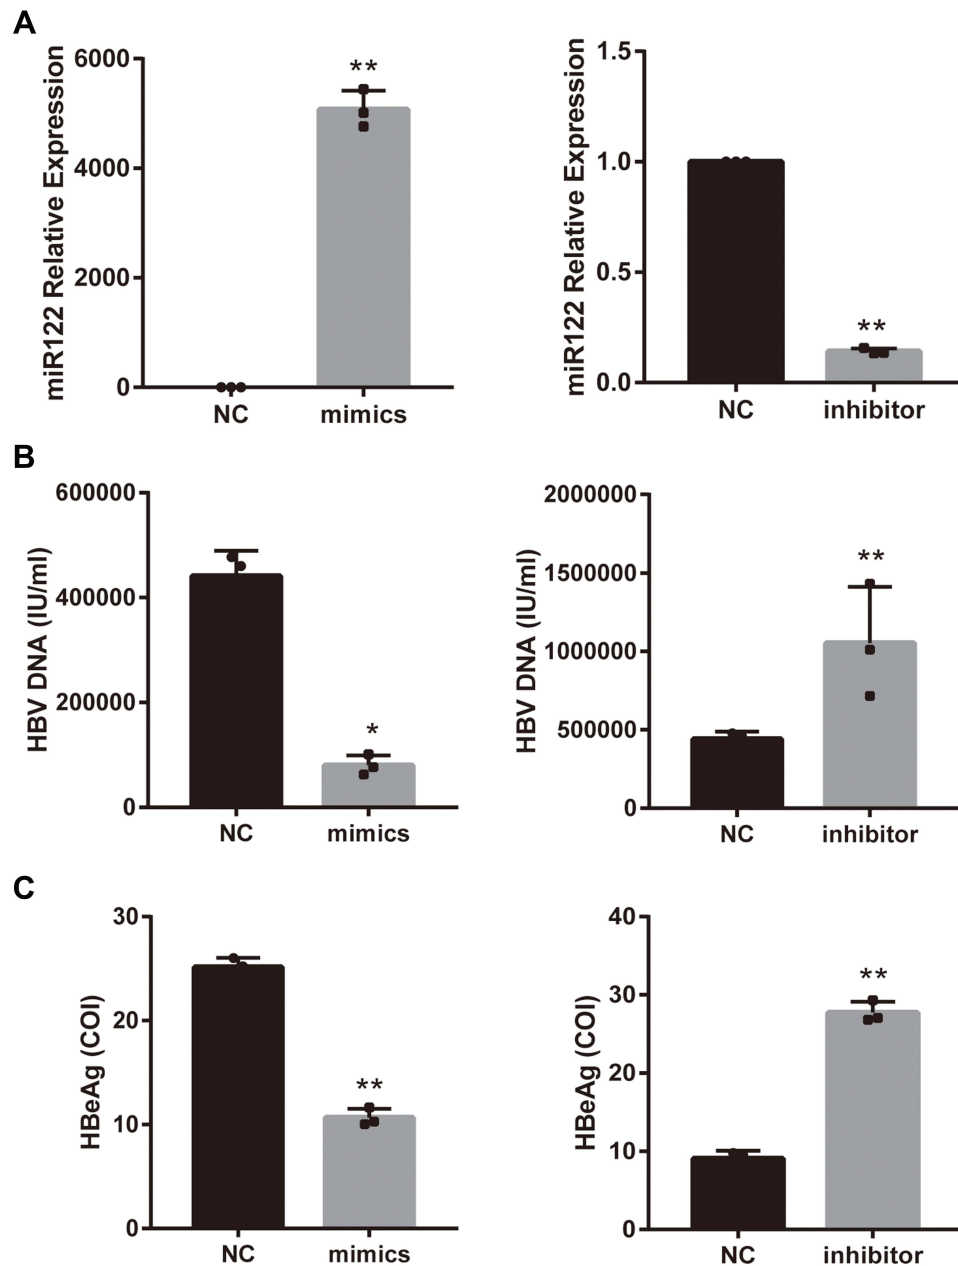 A
miR122 Relative Expression
6000
4000
2000
0
**
NC
mimics
miR122 Relative Expression
1.5
1.0
0.5
0.0
**
NC
inhibitor
B
HBV DNA (IU/ml)
600000
400000
200000
0
*
NC
mimics
HBV DNA (IU/ml)
2000000
1500000
1000000
500000
0
**
NC
inhibitor
C
HBeAg (COI)
30
20
10
0
**
NC
mimics
HBeAg (COI)
40
30
20
10
0
**
NC
inhibitor